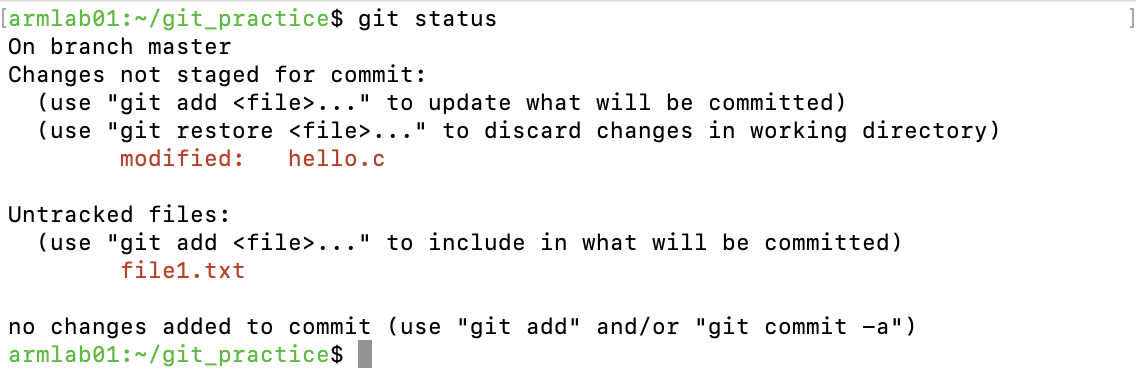 [armlab01:~/git_practice$ git status ]
On branch master
Changes not staged for commit:
  (use "git add <file>..." to update what will be committed)
  (use "git restore <file>..." to discard changes in working directory)
        modified:   hello.c

Untracked files:
  (use "git add <file>..." to include in what will be committed)
        file1.txt

no changes added to commit (use "git add" and/or "git commit -a")
armlab01:~/git_practice$